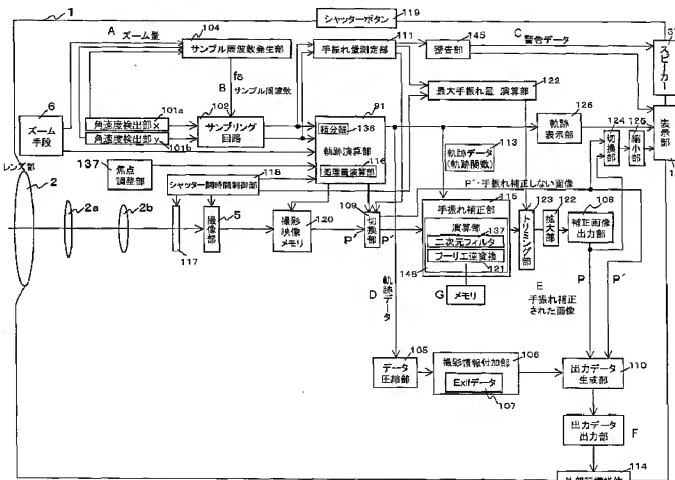 1
シャッターボタン
119
A ズーム量
104
サンプル周波数発生部
B
fs
サンプル周波数
手振れ量測定部
111
警告部
145
C
警告データ
スピーカー
最大手振れ量 演算部
122
6
ズーム
手段
角速度検出部X
101a
角速度検出部Y
101b
102
サンプリング
回路
91
積分器
136
軌跡演算部
116
処理量演算部
軌跡データ
(軌跡関数)
113
126
軌跡
表示部
124
切換部
125
縮小部
表示部
137
焦点
調整部
118
シャッター開時間制御部
レンズ部
2
2a
2b
117
5
撮像部
撮影
映像
メモリ
120
P'
109
切換部
P'
P'・手振れ補正しない画像
115
手振れ補正部
演算部
137
二次元フィルタ
フーリエ逆変換
121
G
メモリ
123
トリミング部
122
拡大部
108
補正画像
出力部
E
手振れ補正
された画像
P
P'
D
軌跡
データ
105
データ
圧縮部
106
撮影情報付加部
Exifデータ
107
出力データ
生成部
110
出力データ
出力部
F
114